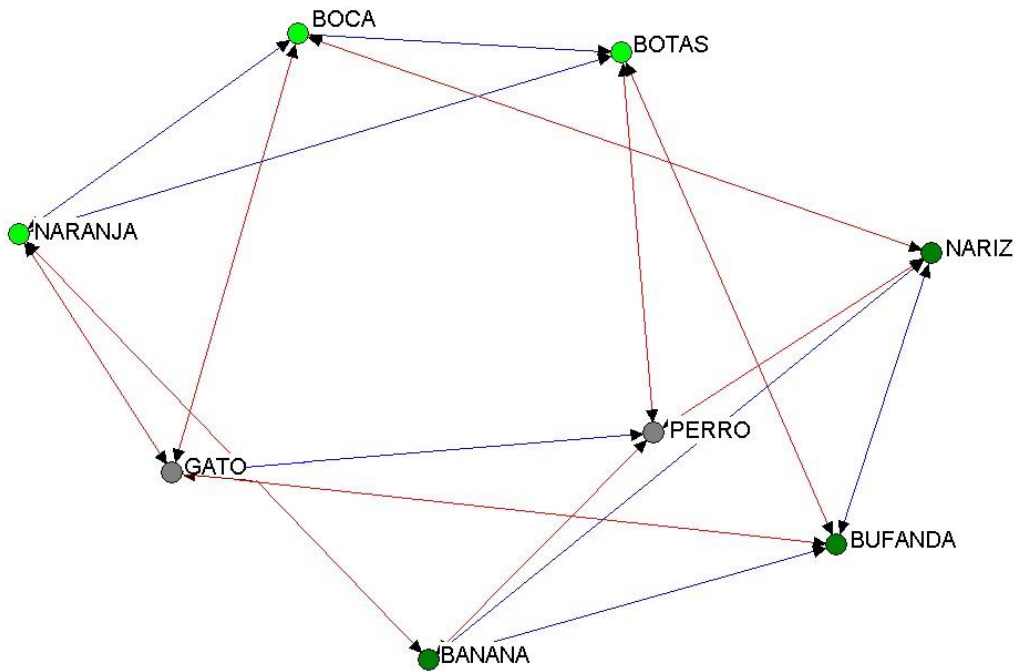 BOCA
BOTAS
NARANJA
NARIZ
PERRO
GATO
BUFANDA
BANANA